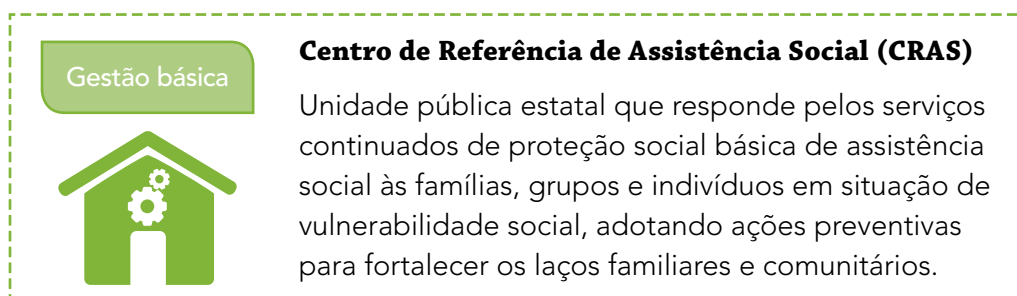 Gestão básica
Centro de Referência de Assistência Social (CRAS)
Unidade pública estatal que responde pelos serviços
continuados de proteção social básica de assistência
social às famílias, grupos e indivíduos em situação de
vulnerabilidade social, adotando ações preventivas
para fortalecer os laços familiares e comunitários.